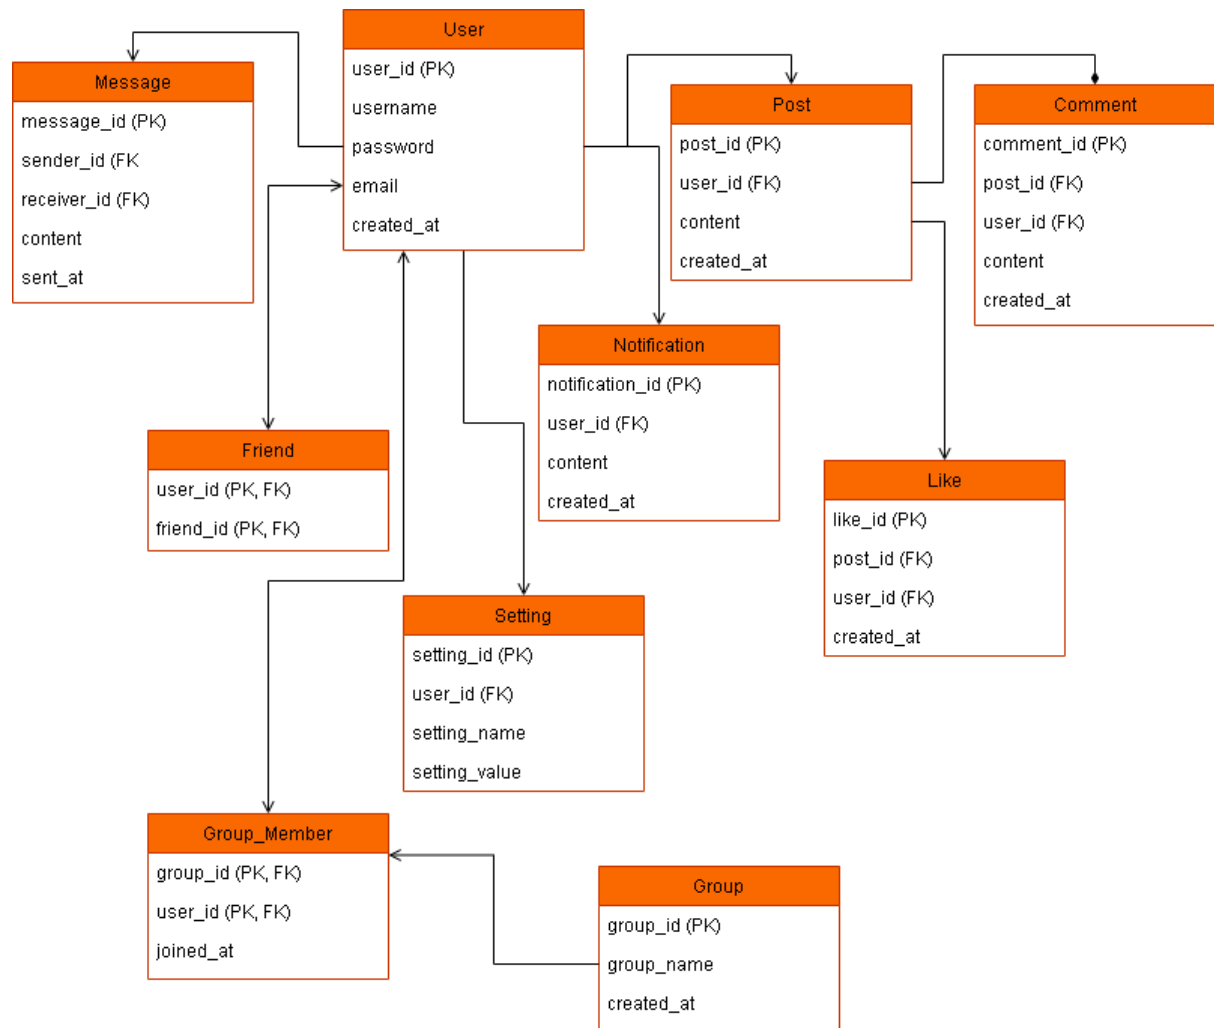 User
user_id (PK)
username
password
email
created_at
Message
message_id (PK)
sender_id (FK
receiver_id (FK)
content
sent_at
Post
post_id (PK)
user_id (FK)
content
created_at
Comment
comment_id (PK)
post_id (FK)
user_id (FK)
content
created_at
Notification
notification_id (PK)
user_id (FK)
content
created_at
Friend
user_id (PK, FK)
friend_id (PK, FK)
Like
like_id (PK)
post_id (FK)
user_id (FK)
created_at
Setting
setting_id (PK)
user_id (FK)
setting_name
setting_value
Group_Member
group_id (PK, FK)
user_id (PK, FK)
joined_at
Group
group_id (PK)
group_name
created_at